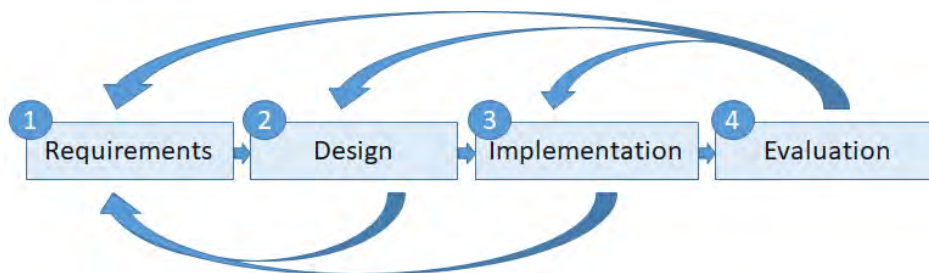 1
Requirements
2
Design
3
Implementation
4
Evaluation